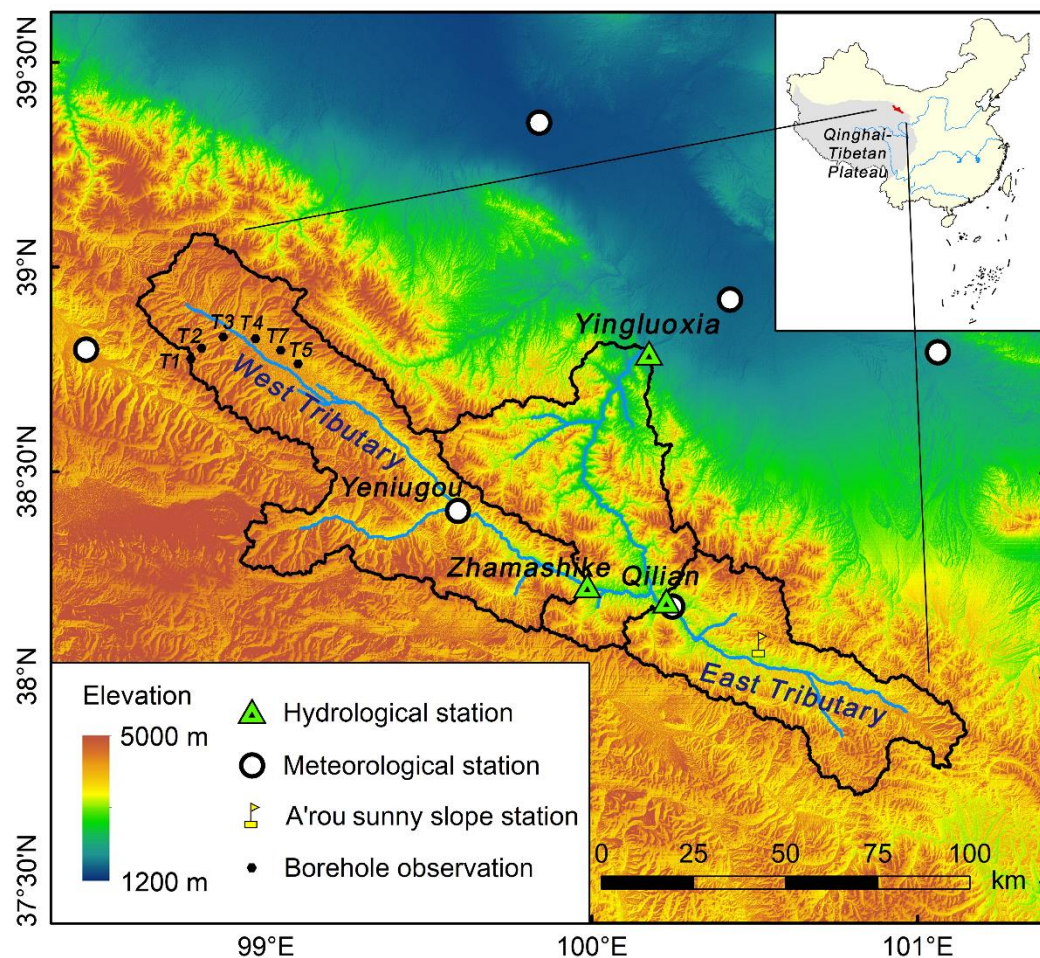 39°30'N
39°N
38°30'N
38°N
37°30'N
99°E
100°E
101°E
Qinghai-
Tibetan
Plateau
Yingluoxia
T1
T2
T3
T4
T7
T5
West Tributary
Yeniugou
Zhamashike
Qilian
East Tributary
Elevation
5000 m
1200 m
Hydrological station
Meteorological station
A'rou sunny slope station
Borehole observation
0 25 50 75 100
km